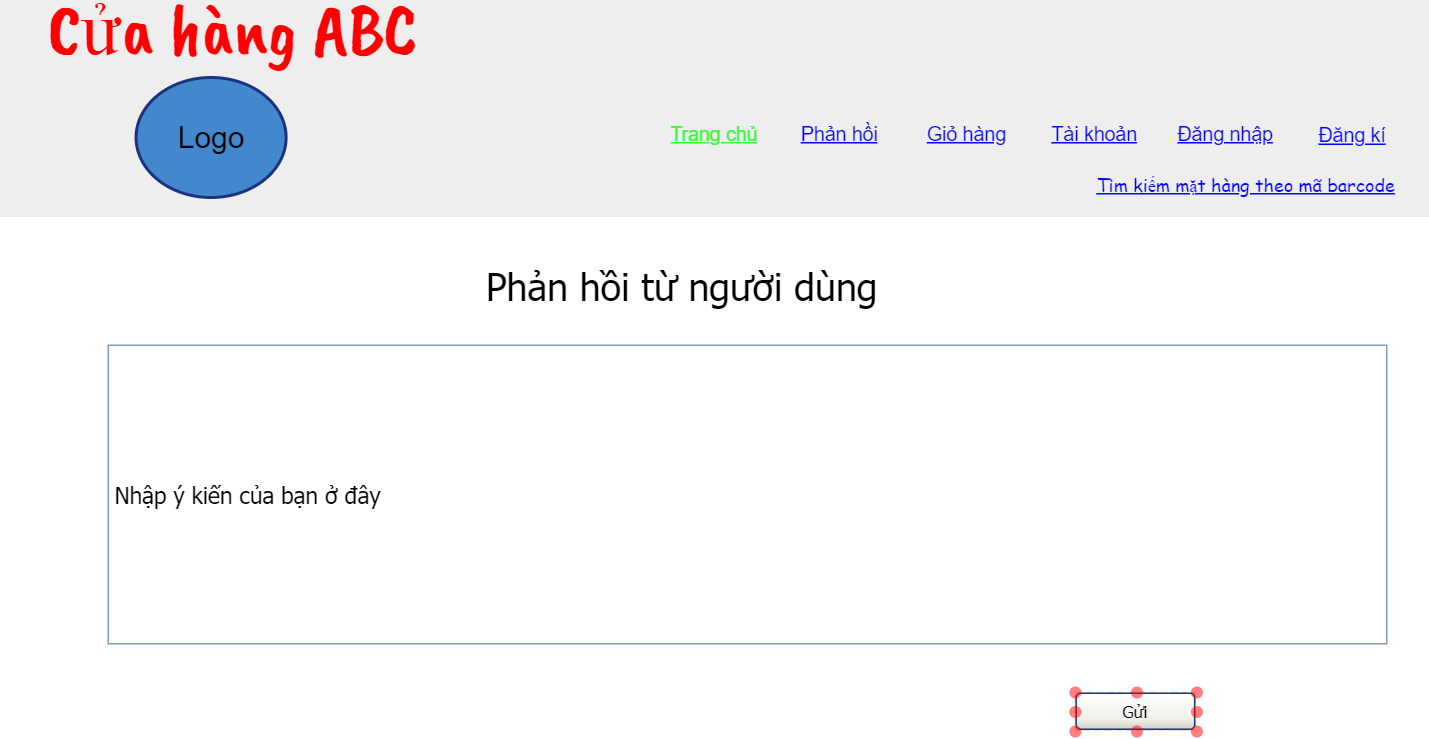 Cửa hàng ABC
Logo
Trang chủ Phản hồi Giỏ hàng Tài khoản Đăng nhập Đăng kí
Tìm kiếm mặt hàng theo mã barcode
Phản hồi từ người dùng
Nhập ý kiến của bạn ở đây
Gửi